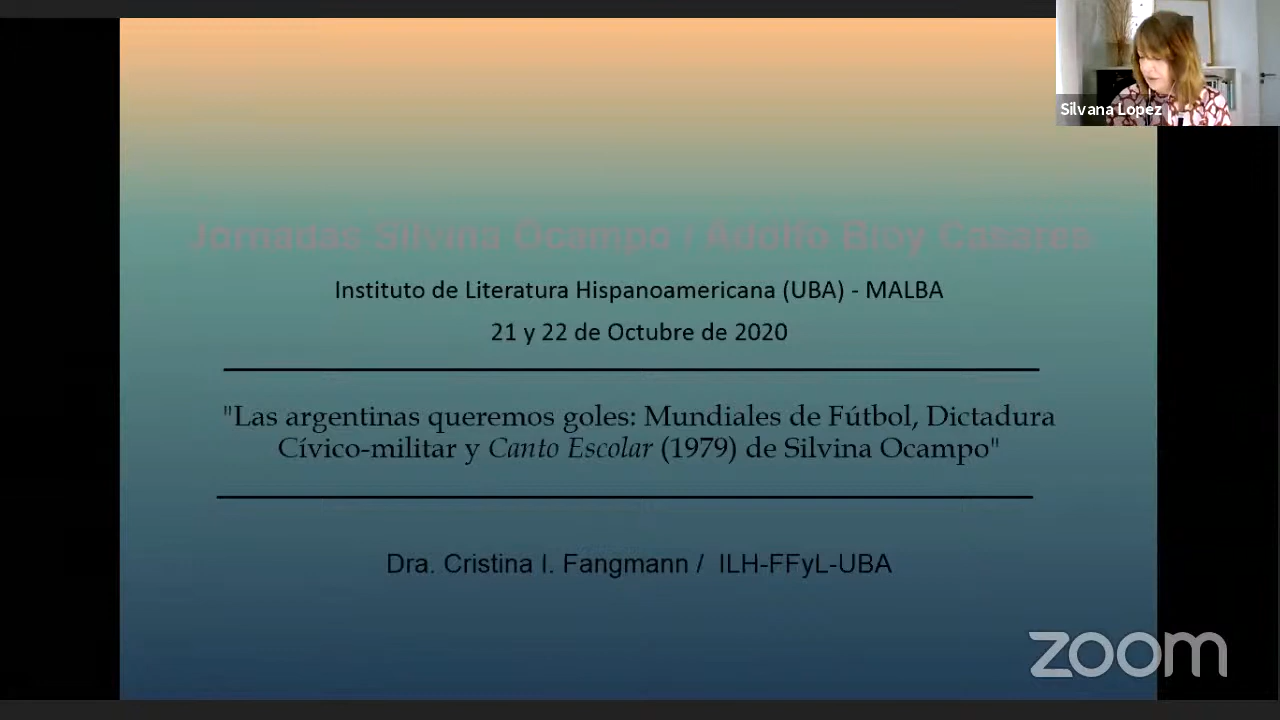 Silvana Lopez
Jornadas Silvina Ocampo / Adolfo Bioy Casares
Instituto de Literatura Hispanoamericana (UBA) - MALBA
21 y 22 de Octubre de 2020
"Las argentinas queremos goles: Mundiales de Fútbol, Dictadura
Cívico-militar y Canto Escolar (1979) de Silvina Ocampo"
Dra. Cristina I. Fangmann / ILH-FFyL-UBA
zoom